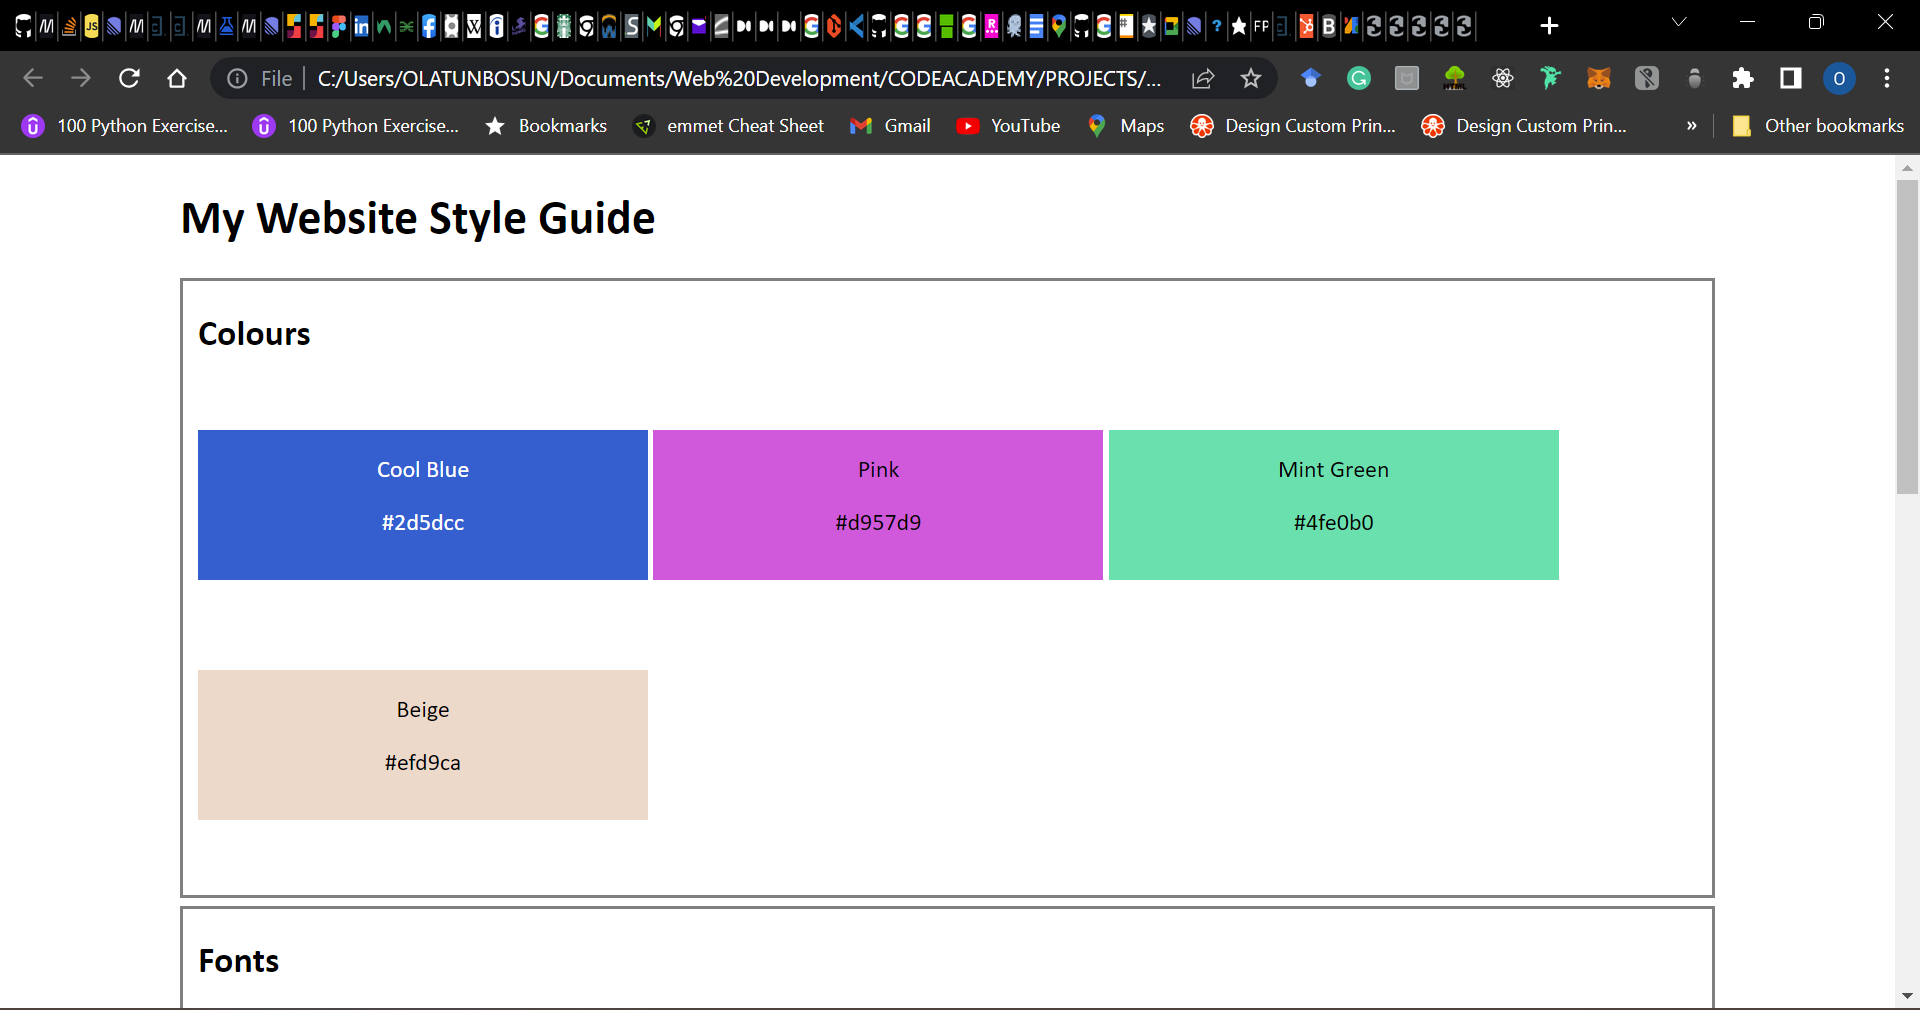 File C:/Users/OLATUNBOSUN/Documents/Web%20Development/CODEACADEMY/PROJECTS/...
100 Python Exercise... 100 Python Exercise... Bookmarks emmet Cheat Sheet Gmail YouTube Maps Design Custom Prin... Design Custom Prin... » Other bookmarks
My Website Style Guide
Colours
Cool Blue
#2d5dcc
Pink
#d957d9
Mint Green
#4fe0b0
Beige
#efd9ca
Fonts